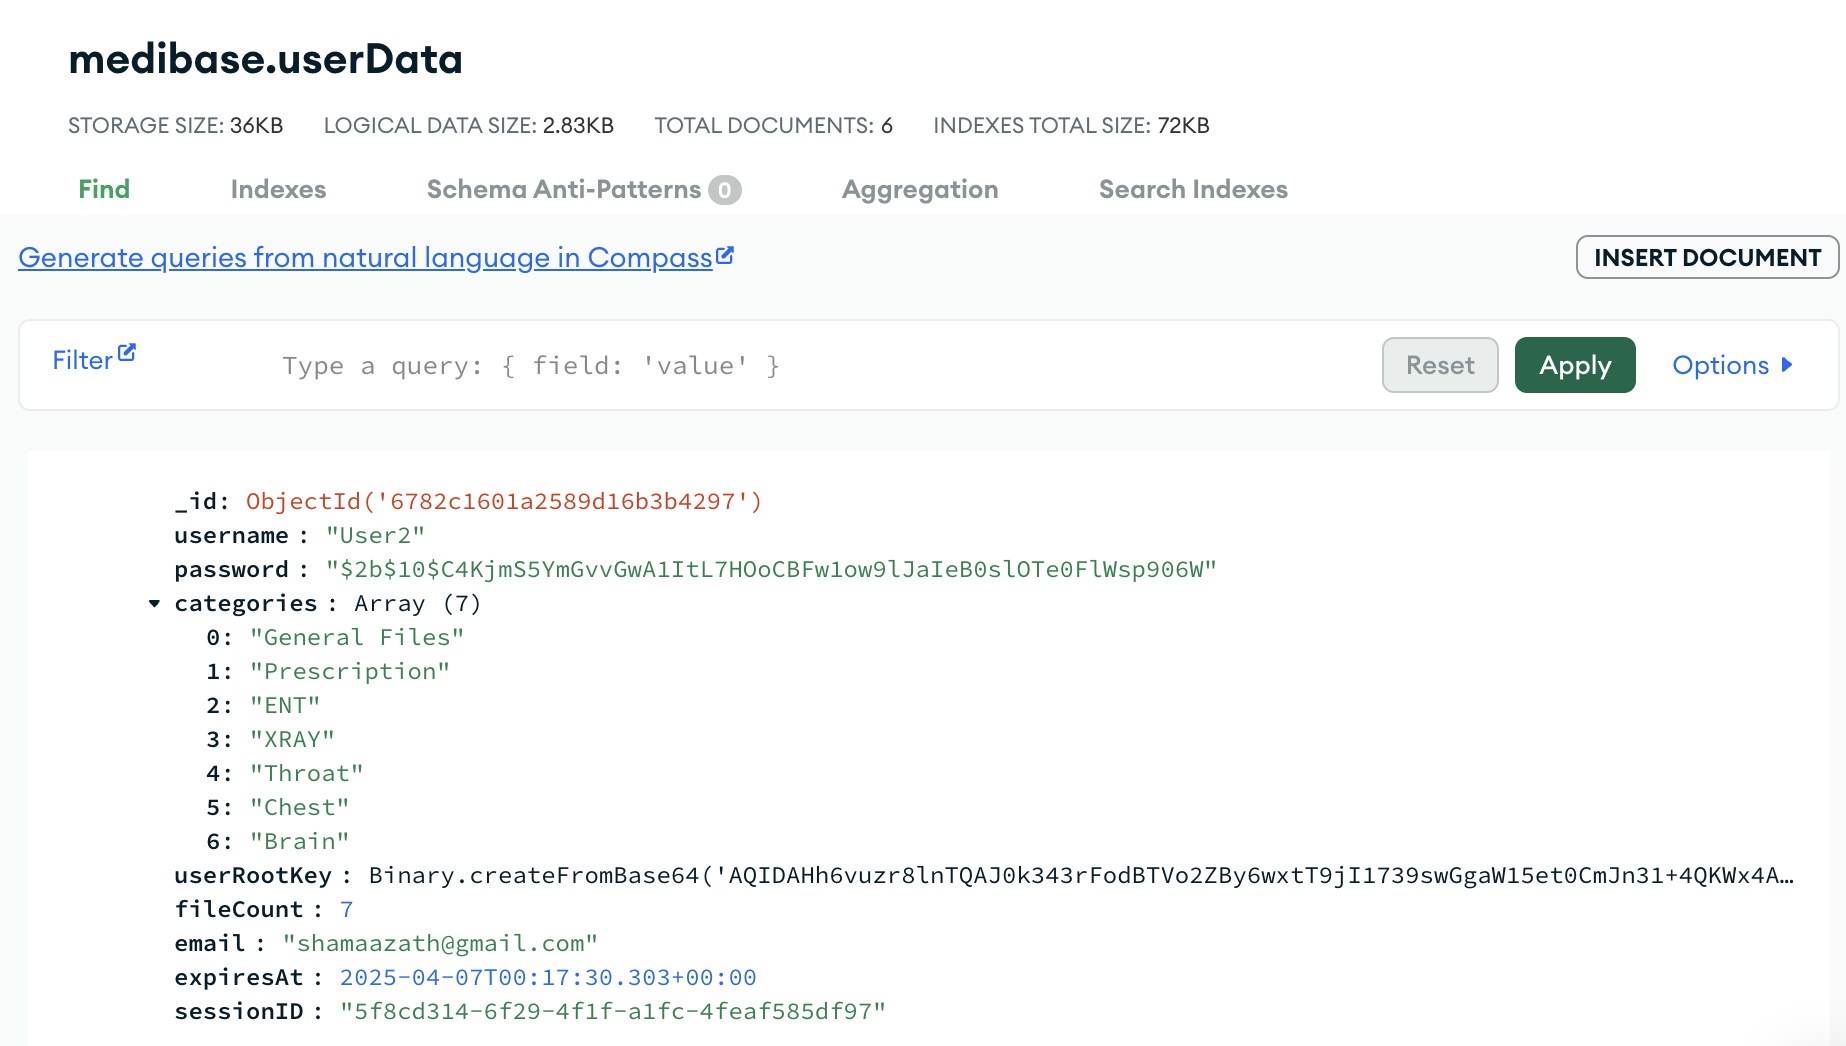 medibase.userData
STORAGE SIZE: 36KB LOGICAL DATA SIZE: 2.83KB TOTAL DOCUMENTS: 6 INDEXES TOTAL SIZE: 72KB
Find Indexes Schema Anti-Patterns 0 Aggregation Search Indexes
Generate queries from natural language in Compass INSERT DOCUMENT
Filter Type a query: { field: 'value' } Reset Apply Options
_id: ObjectId('6782c1601a2589d16b3b4297')
username : "User2"
password : "$2b$10$C4KjmS5YmGvvGwA1ItL7HOoCBFw1ow9lJaIeB0slOTe0FlWsp906W"
categories : Array (7)
0: "General Files"
1: "Prescription"
2: "ENT"
3: "XRAY"
4: "Throat"
5: "Chest"
6: "Brain"
userRootKey : Binary.createFromBase64('AQIDAHh6vuzr8lnTQAJ0k343rFodBTVo2ZBy6wxtT9jI1739swGgaW15et0CmJn31+4QKWx4A…
fileCount : 7
email : "shamaazath@gmail.com"
expiresAt : 2025-04-07T00:17:30.303+00:00
sessionID : "5f8cd314-6f29-4f1f-a1fc-4feaf585df97"